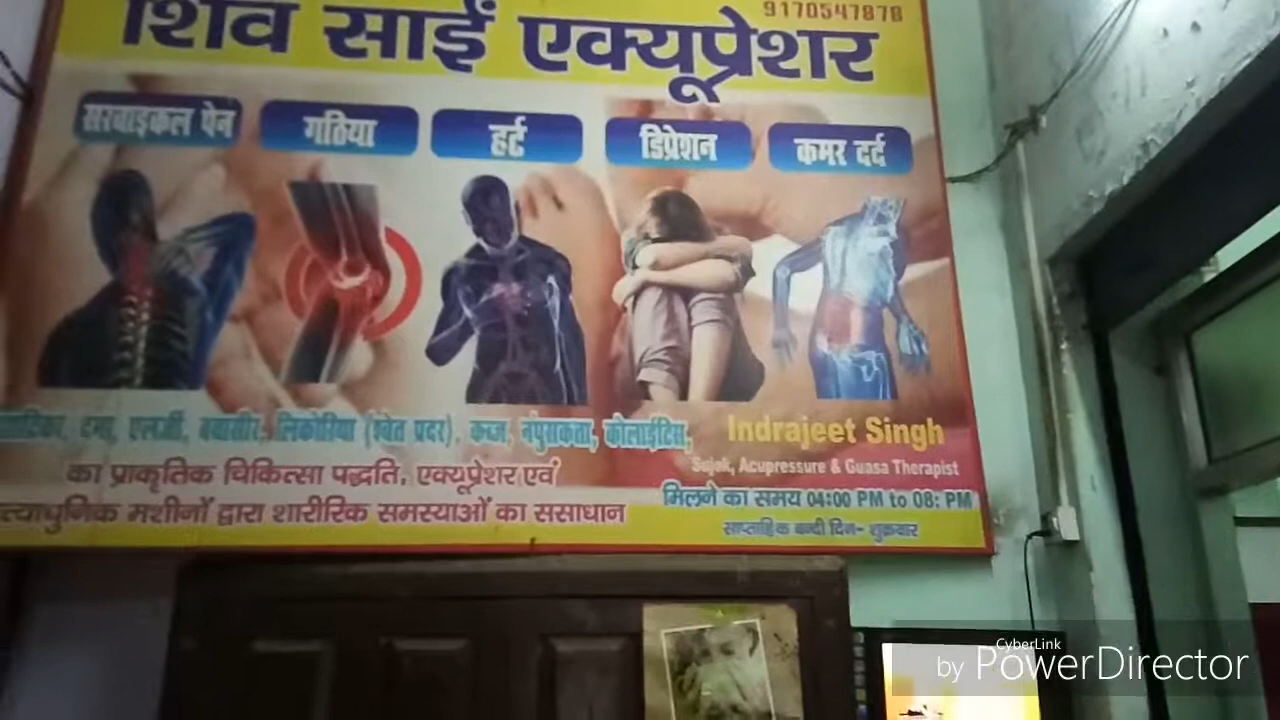 9170547878
शिव साईं एक्यूप्रेशर
सरवाइकल पेन
गठिया
हर्ट
डिप्रेशन
कमर दर्द
दमा, एलर्जी, बवासीर, लिकोरिया (श्वेत प्रदर), कब्ज, नपुंसकता, कोलाईटिस,
का प्राकृतिक चिकित्सा पद्धति, एक्यूप्रेशर एवं
त्याधुनिक मशीनों द्वारा शारीरिक समस्याओं का ससाधान
Indrajeet Singh
Sujok, Acupressure & Guasa Therapist
मिलने का समय 04:00 PM to 08: PM
साप्ताहिक बन्दी दिन- शुक्रवार
CyberLink
by PowerDirector